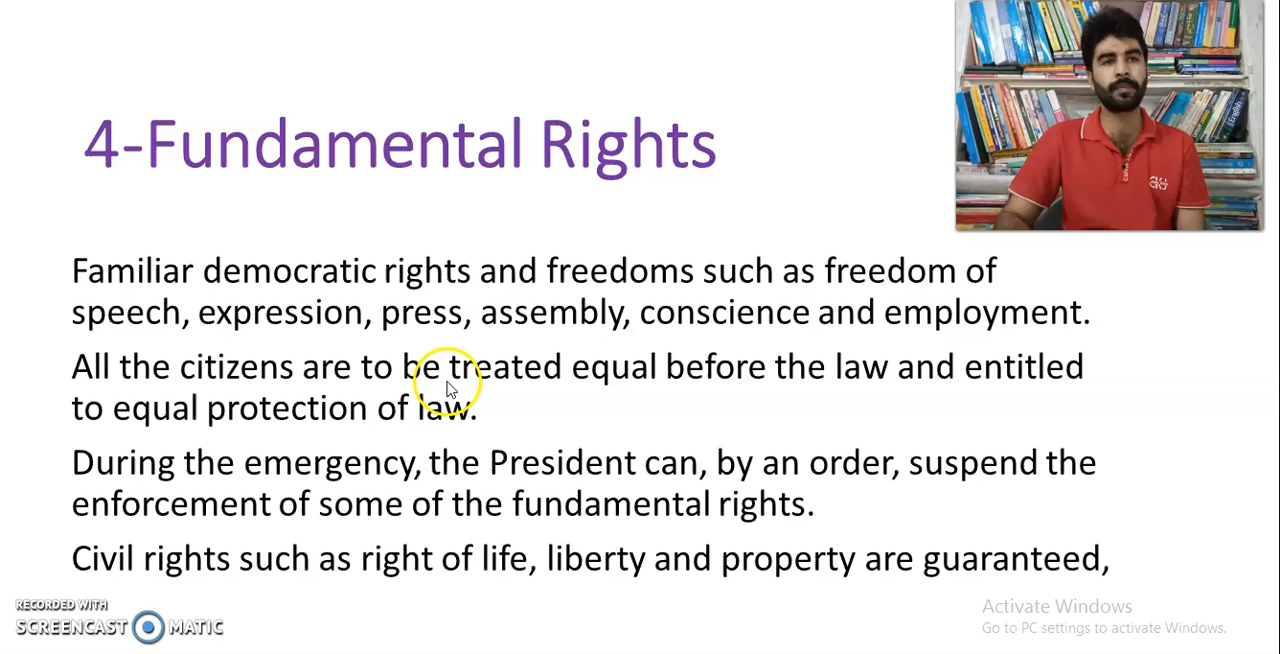 4-Fundamental Rights
Familiar democratic rights and freedoms such as freedom of
speech, expression, press, assembly, conscience and employment.
All the citizens are to be treated equal before the law and entitled
to equal protection of law.
During the emergency, the President can, by an order, suspend the
enforcement of some of the fundamental rights.
Civil rights such as right of life, liberty and property are guaranteed,
RECORDED WITH
SCREENCAST MATIC
Activate Windows
Go to PC settings to activate Windows.
English